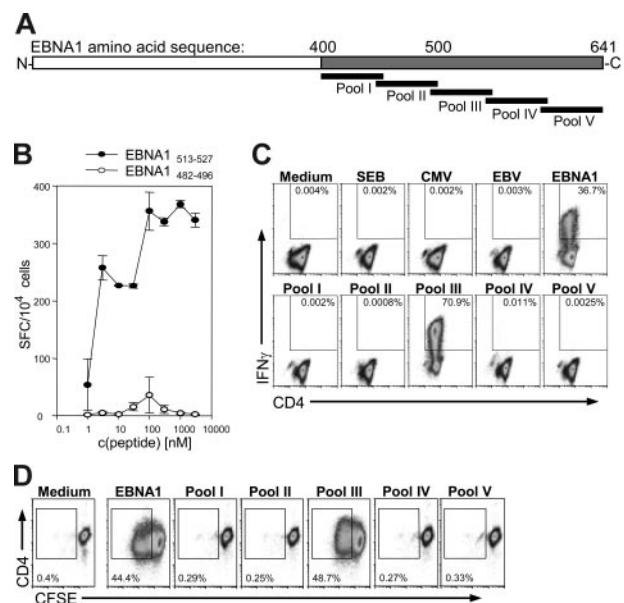 A
EBNA1 amino acid sequence: 400 500 641
N- -C
Pool I Pool II Pool III Pool IV Pool V
B
EBNA1 513-527
EBNA1 482-496
400
300
200
100
0
SFC/10⁴ cells
0.1 1 10 100 1000 10000
c(peptide) [nM]
C
Medium SEB CMV EBV EBNA1
0.004% 0.002% 0.002% 0.003% 36.7%
Pool I Pool II Pool III Pool IV Pool V
0.002% 0.0008% 70.9% 0.011% 0.0025%
IFNγ
CD4
D
Medium EBNA1 Pool I Pool II Pool III Pool IV Pool V
CD4
0.4% 44.4% 0.29% 0.25% 48.7% 0.27% 0.33%
CFSE